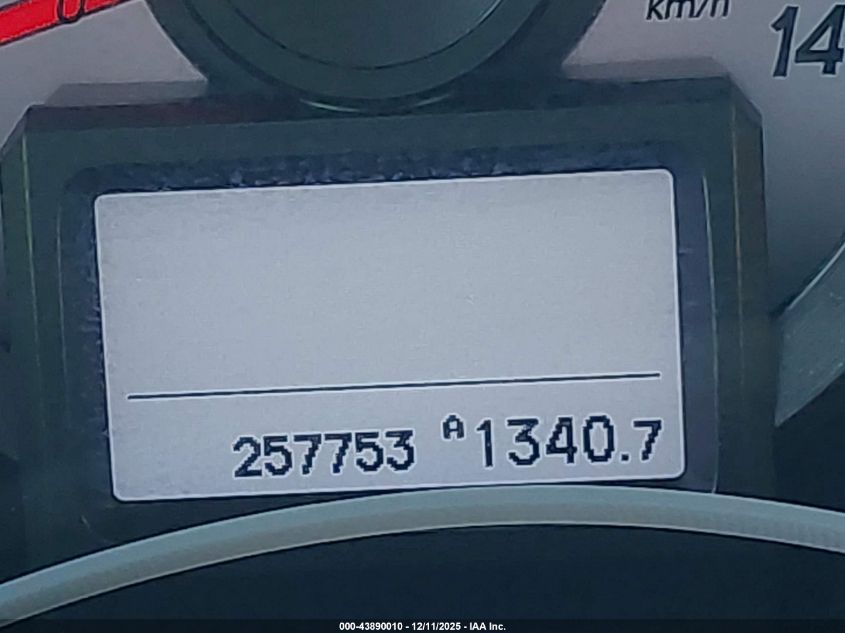 km/h
14
257753 A 1340.7
000-43890010 - 12/11/2025 - IAA Inc.